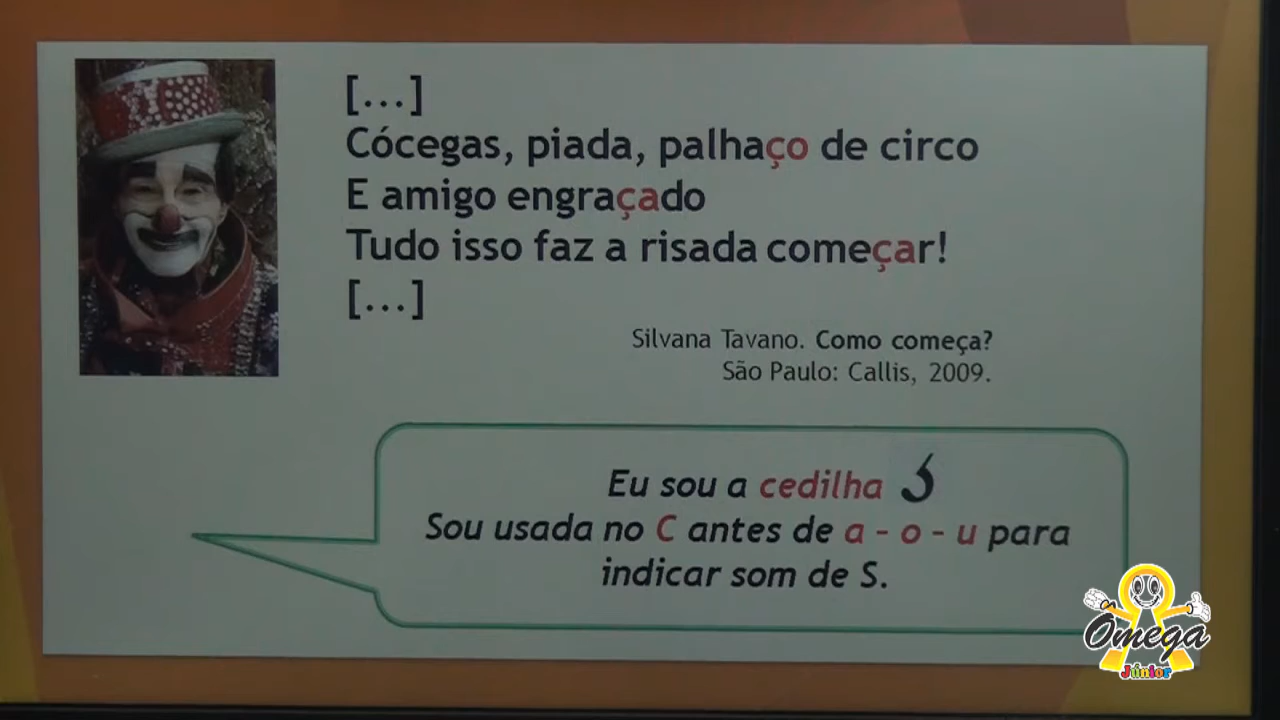 [...]
Cócegas, piada, palhaço de circo
E amigo engraçado
Tudo isso faz a risada começar!
[...]
Silvana Tavano. Como começa?
São Paulo: Callis, 2009.
Eu sou a cedilha
Sou usada no C antes de a - o - u para
indicar som de S.
Omega
Júnior